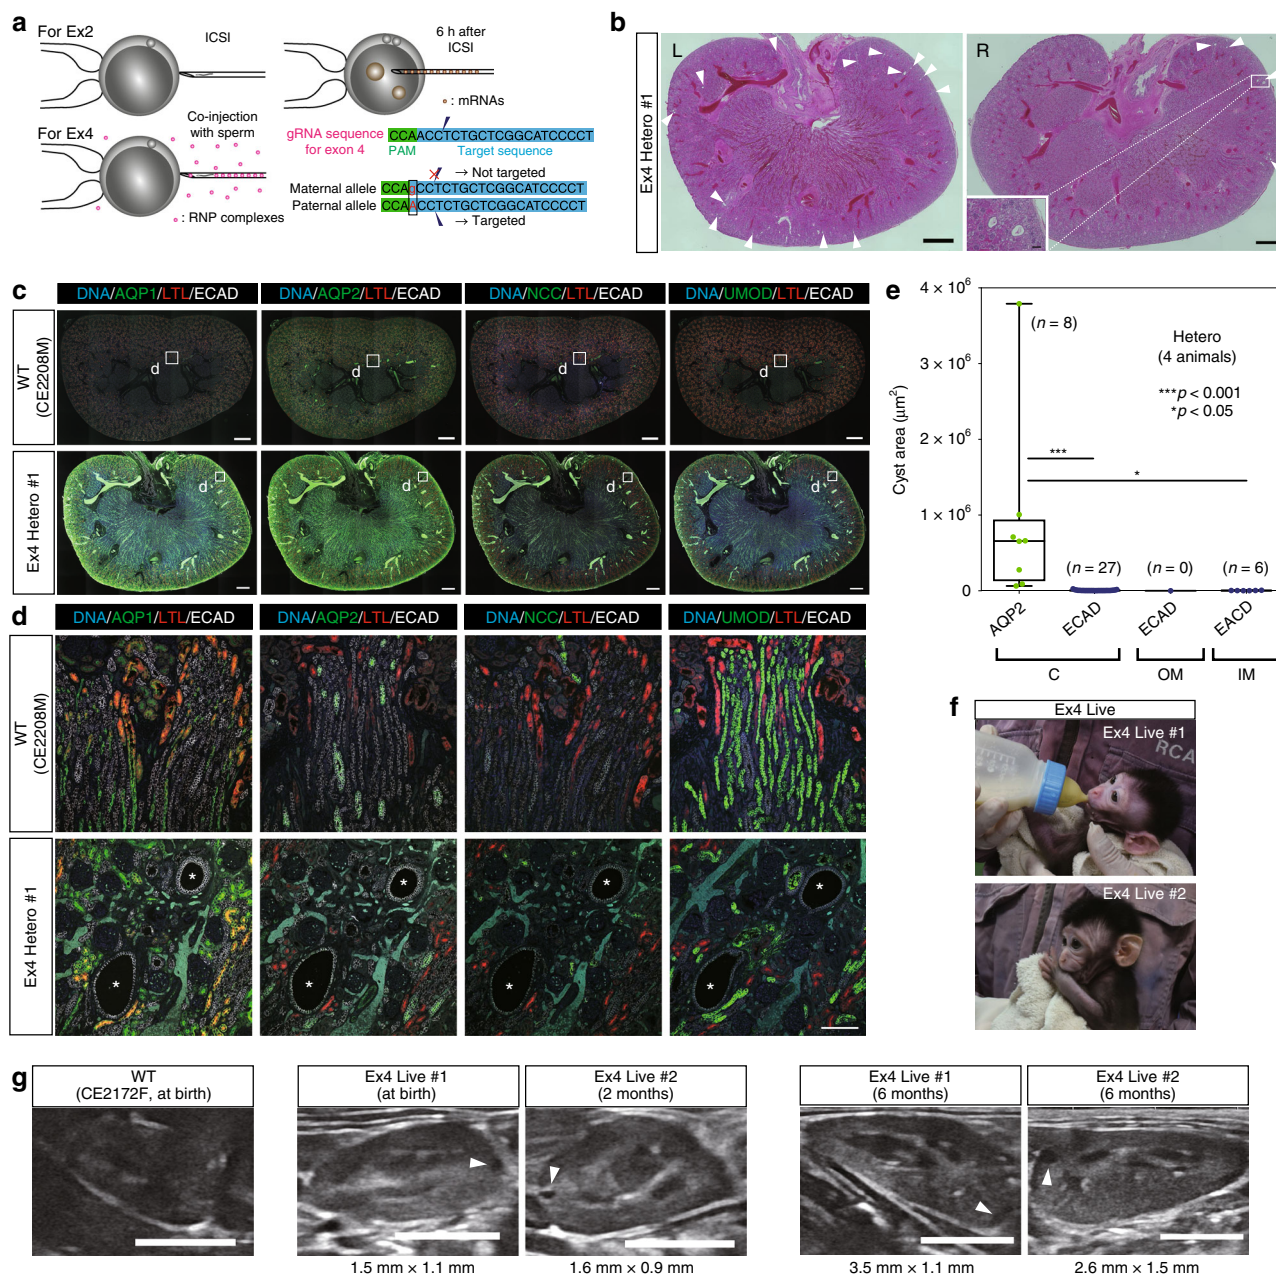 a
For Ex2
ICSI
6 h after
ICSI
: mRNAs
For Ex4
Co-injection
with sperm
: RNP complexes
gRNA sequence
for exon 4
CCAACCTCTGCTCGGCATCCCCT
PAM
Target sequence
→ Not targeted
Maternal allele
CCAgCCTCTGCTCGGCATCCCCT
Paternal allele
CCAACCTCTGCTCGGCATCCCCT
→ Targeted
b
Ex4 Hetero #1
L
R
c
DNA/AQP1/LTL/ECAD
DNA/AQP2/LTL/ECAD
DNA/NCC/LTL/ECAD
DNA/UMOD/LTL/ECAD
WT
(CE2208M)
d
d
d
d
Ex4 Hetero #1
d
d
d
d
d
DNA/AQP1/LTL/ECAD
DNA/AQP2/LTL/ECAD
DNA/NCC/LTL/ECAD
DNA/UMOD/LTL/ECAD
WT
(CE2208M)
Ex4 Hetero #1
*
*
*
*
*
*
*
*
e
Cyst area (μm²)
4 × 10⁶
3 × 10⁶
2 × 10⁶
1 × 10⁶
0
(n = 8)
Hetero
(4 animals)
***p < 0.001
*p < 0.05
***
*
(n = 27)
(n = 0)
(n = 6)
AQP2
ECAD
ECAD
EACD
C
OM
IM
f
Ex4 Live
Ex4 Live #1
RCA
Ex4 Live #2
g
WT
(CE2172F, at birth)
Ex4 Live #1
(at birth)
Ex4 Live #2
(2 months)
Ex4 Live #1
(6 months)
Ex4 Live #2
(6 months)
1.5 mm × 1.1 mm
1.6 mm × 0.9 mm
3.5 mm × 1.1 mm
2.6 mm × 1.5 mm